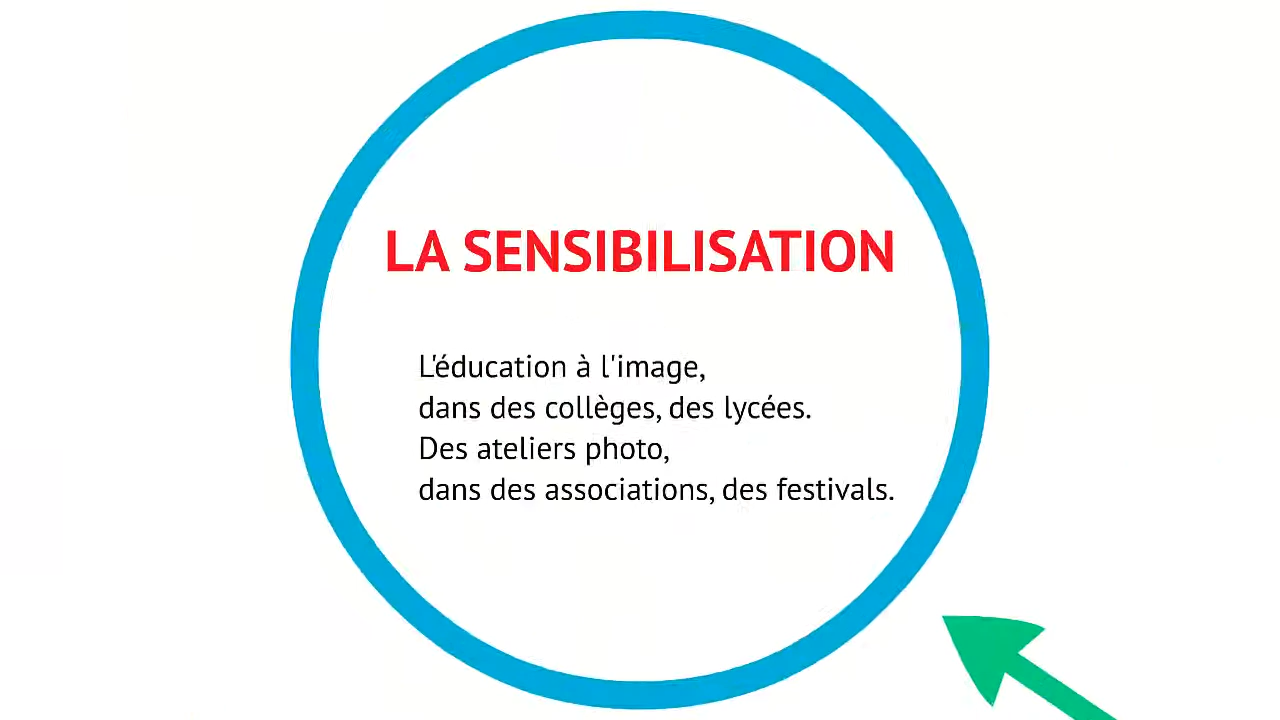 LA SENSIBILISATION
L'éducation à l'image,
dans des collèges, des lycées.
Des ateliers photo,
dans des associations, des festivals.